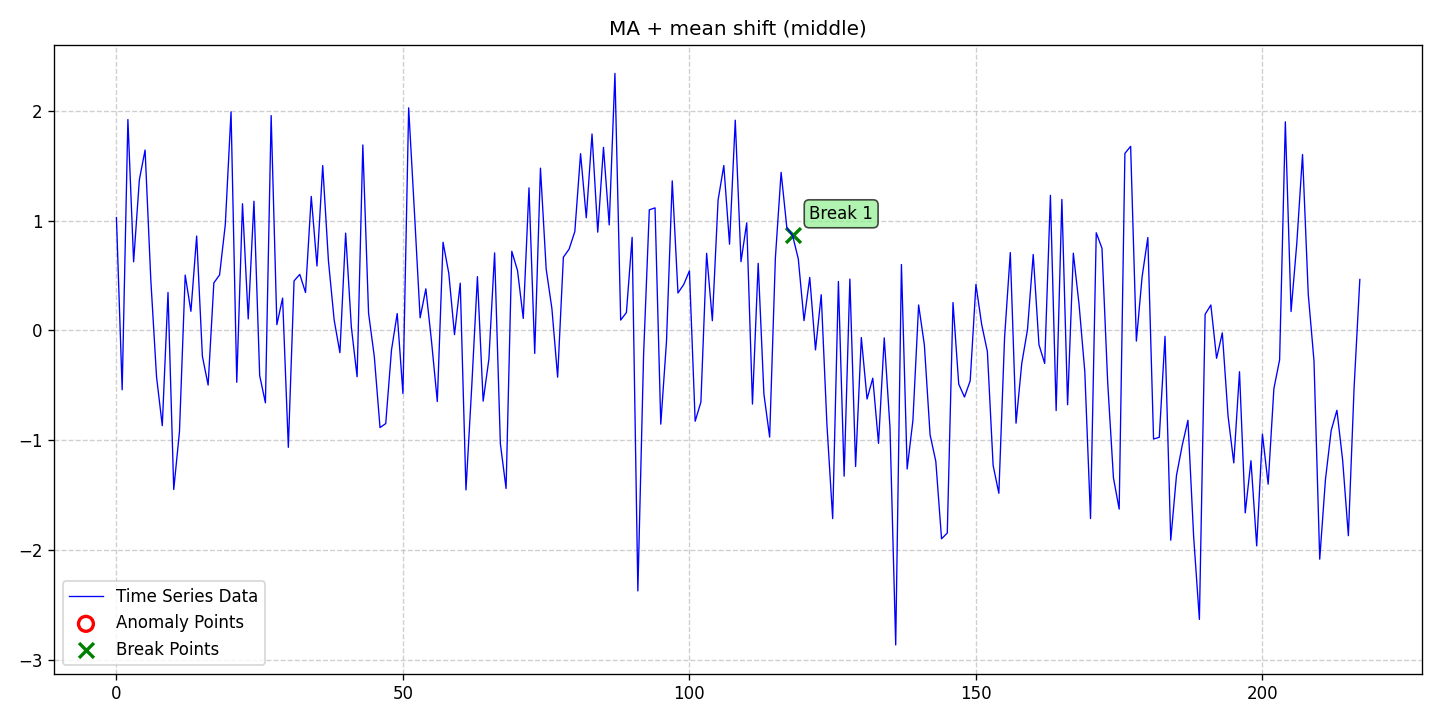 MA + mean shift (middle)
2
1
0
−1
−2
−3
Break 1
Time Series Data
Anomaly Points
Break Points
0
50
100
150
200